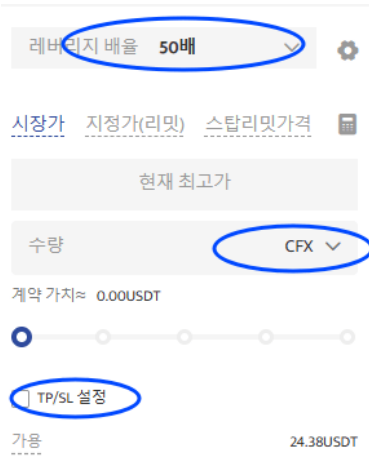 레버리지 배율 50배
시장가 지정가(리밋) 스탑리밋가격
현재 최고가
수량 CFX
계약 가치≈ 0.00USDT
TP/SL 설정
가용 24.38USDT